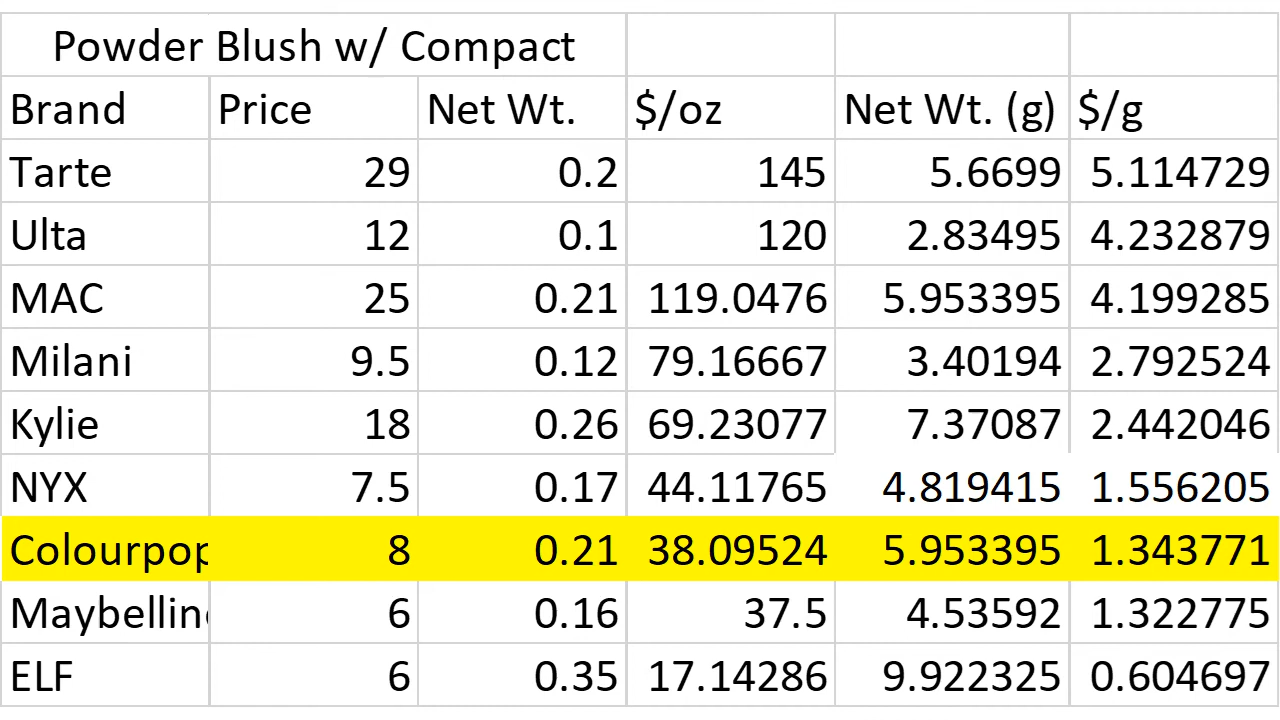 Powder Blush w/ Compact
Brand Price Net Wt. $/oz Net Wt. (g) $/g
Tarte 29 0.2 145 5.6699 5.114729
Ulta 12 0.1 120 2.83495 4.232879
MAC 25 0.21 119.0476 5.953395 4.199285
Milani 9.5 0.12 79.16667 3.40194 2.792524
Kylie 18 0.26 69.23077 7.37087 2.442046
NYX 7.5 0.17 44.11765 4.819415 1.556205
Colourpop 8 0.21 38.09524 5.953395 1.343771
Maybelline 6 0.16 37.5 4.53592 1.322775
ELF 6 0.35 17.14286 9.922325 0.604697